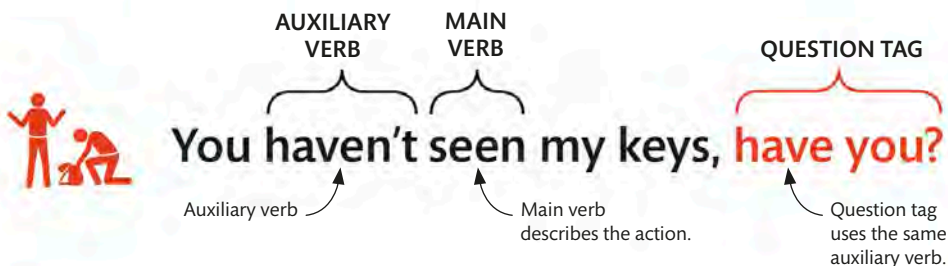 AUXILIARY VERB
MAIN VERB
QUESTION TAG
You haven't seen my keys, have you?
Auxiliary verb
Main verb
describes the action.
Question tag
uses the same
auxiliary verb.